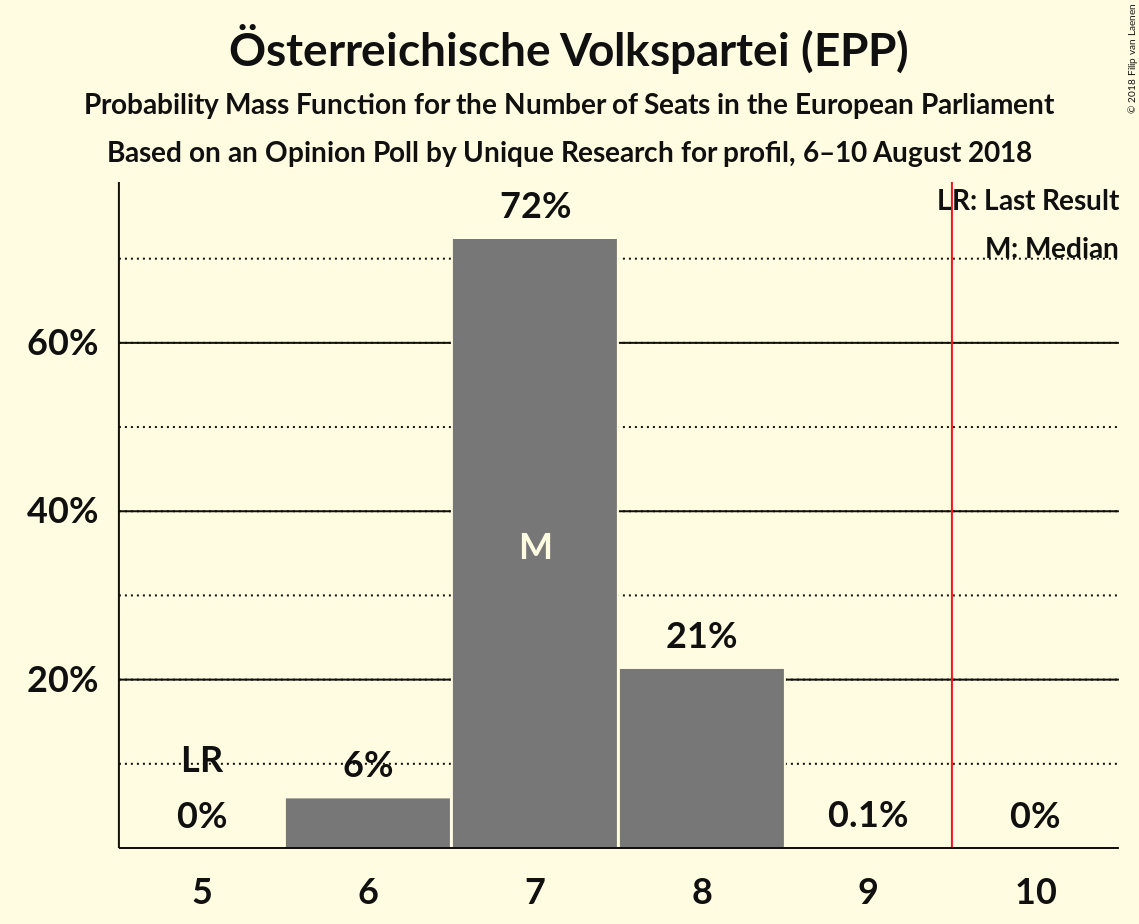 Österreichische Volkspartei (EPP)
Probability Mass Function for the Number of Seats in the European Parliament
Based on an Opinion Poll by Unique Research for profil, 6–10 August 2018
© 2018 Filip van Laenen
LR: Last Result
M: Median
72%
60%
40%
M
21%
20%
LR
6%
0%
0.1%
0%
5 6 7 8 9 10